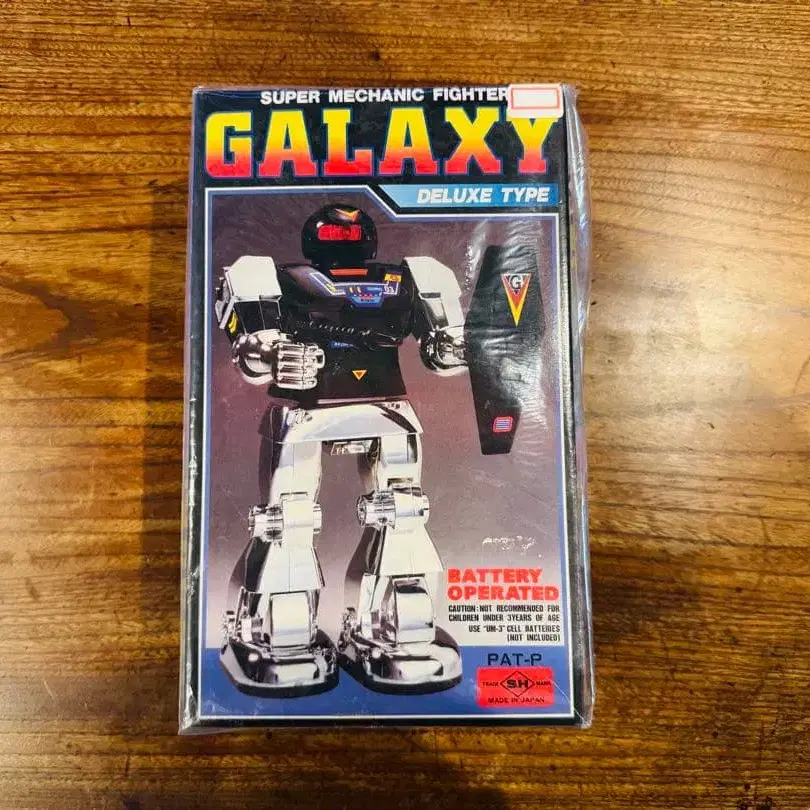 SUPER MECHANIC FIGHTER
GALAXY
DELUXE TYPE
G
BATTERY
OPERATED
CAUTION:NOT RECOMMENDED FOR
CHILDREN UNDER 3YEARS OF AGE
USE "UM-3" CELL BATTERIES
(NOT INCLUDED)
PAT-P
TRADE S.H MARK
MADE IN JAPAN